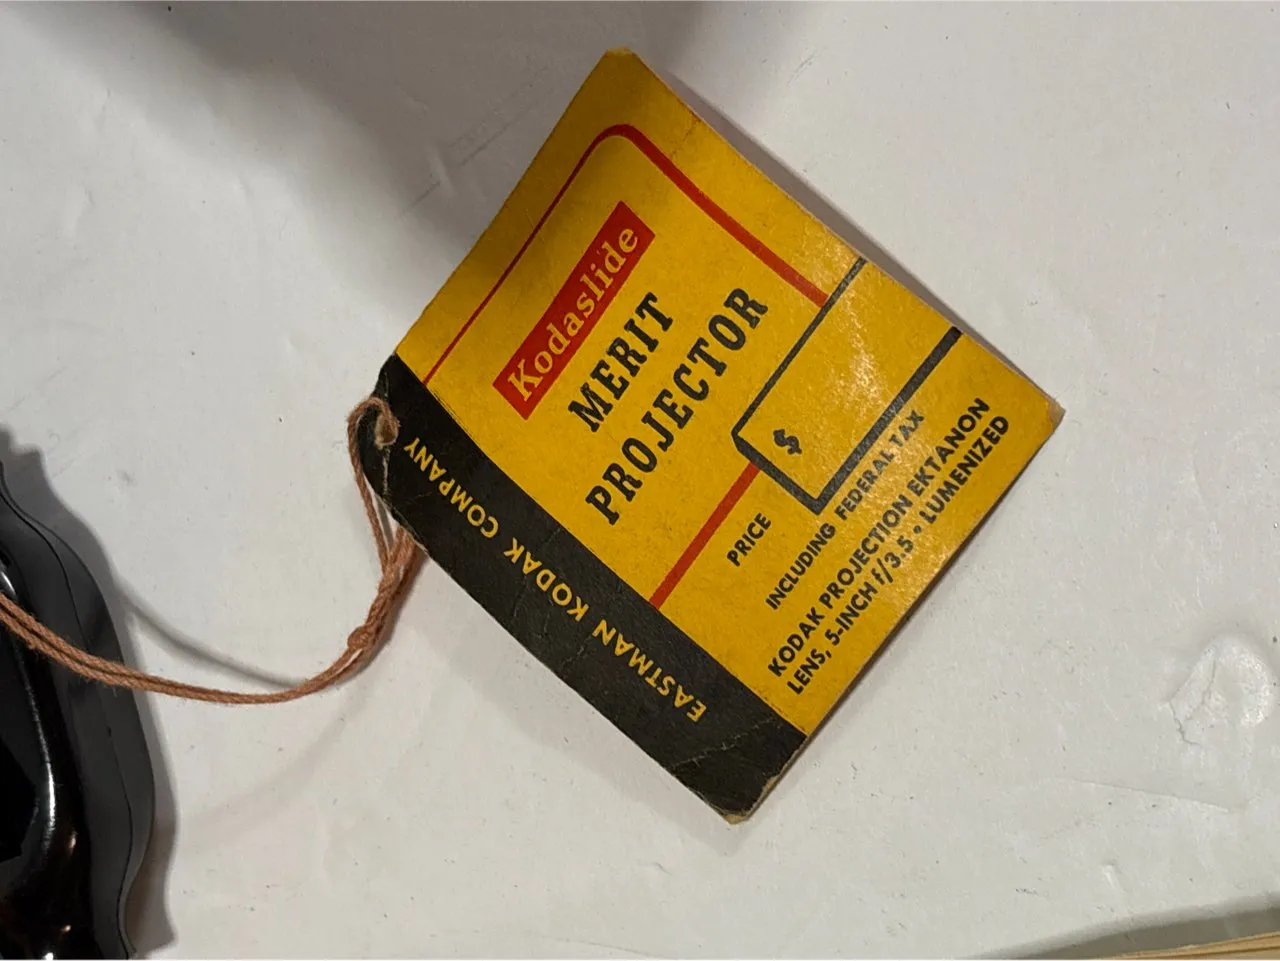 Kodaslide
MERIT
PROJECTOR
$
PRICE
INCLUDING FEDERAL TAX
KODAK PROJECTION EKTANON
LENS, 5-INCH f/3.5 • LUMENIZED
EASTMAN KODAK COMPANY